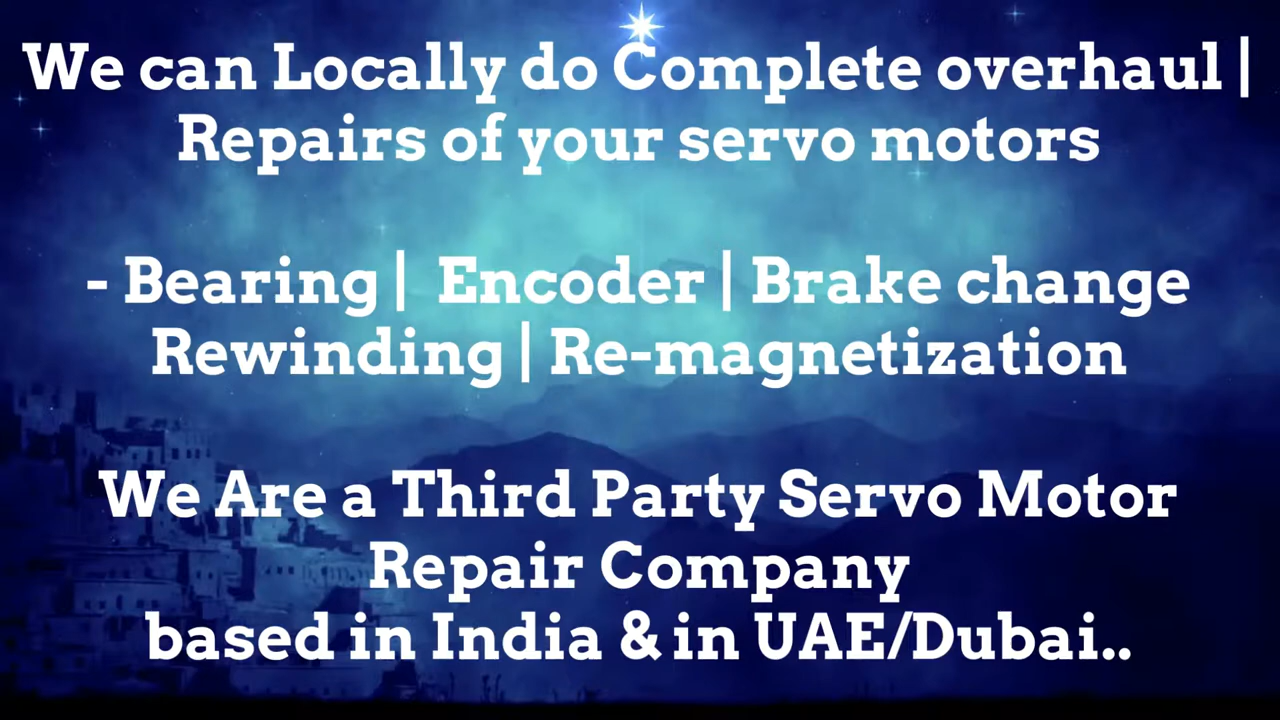 We can Locally do Complete overhaul |
Repairs of your servo motors
- Bearing | Encoder | Brake change
Rewinding | Re-magnetization
We Are a Third Party Servo Motor
Repair Company
based in India & in UAE/Dubai..